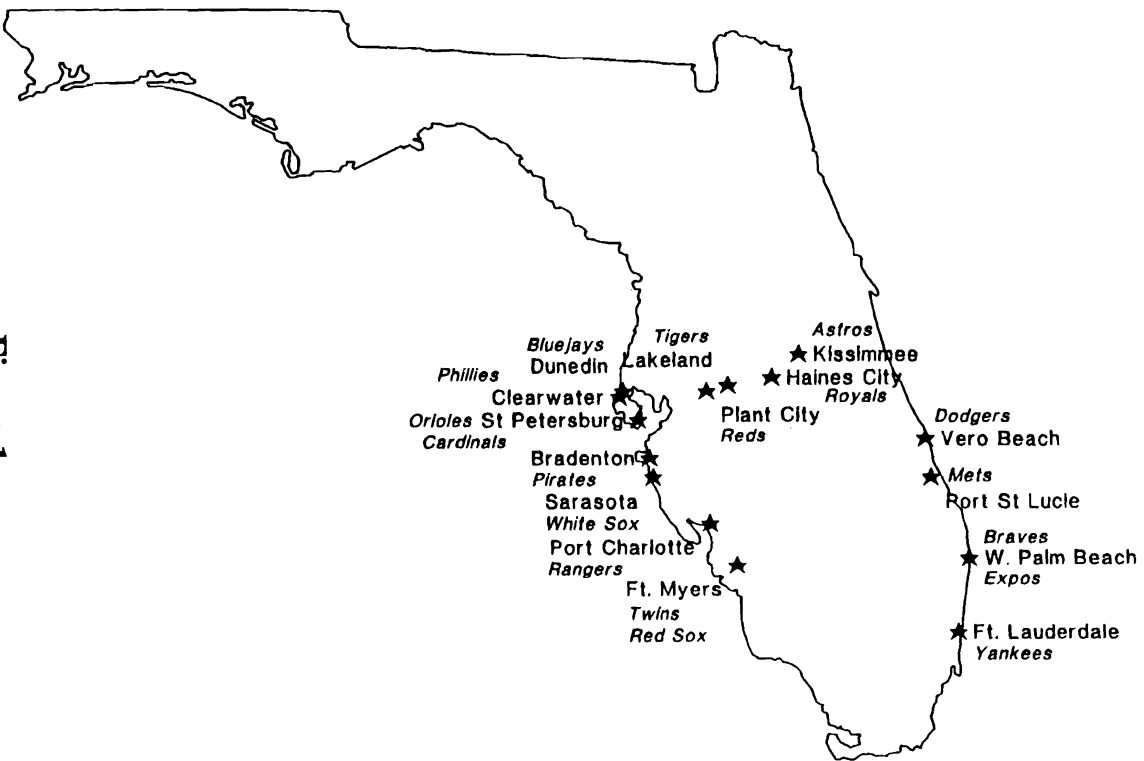 Astros
Kissimmee
Haines City
Royals
Tigers
Lakeland
Bluejays
Dunedin
Phillies
Clearwater
Orioles St Petersburg
Cardinals
Plant City
Reds
Bradenton
Pirates
Sarasota
White Sox
Port Charlotte
Rangers
Ft. Myers
Twins
Red Sox
Dodgers
Vero Beach
Mets
Port St Lucie
Braves
W. Palm Beach
Expos
Ft. Lauderdale
Yankees